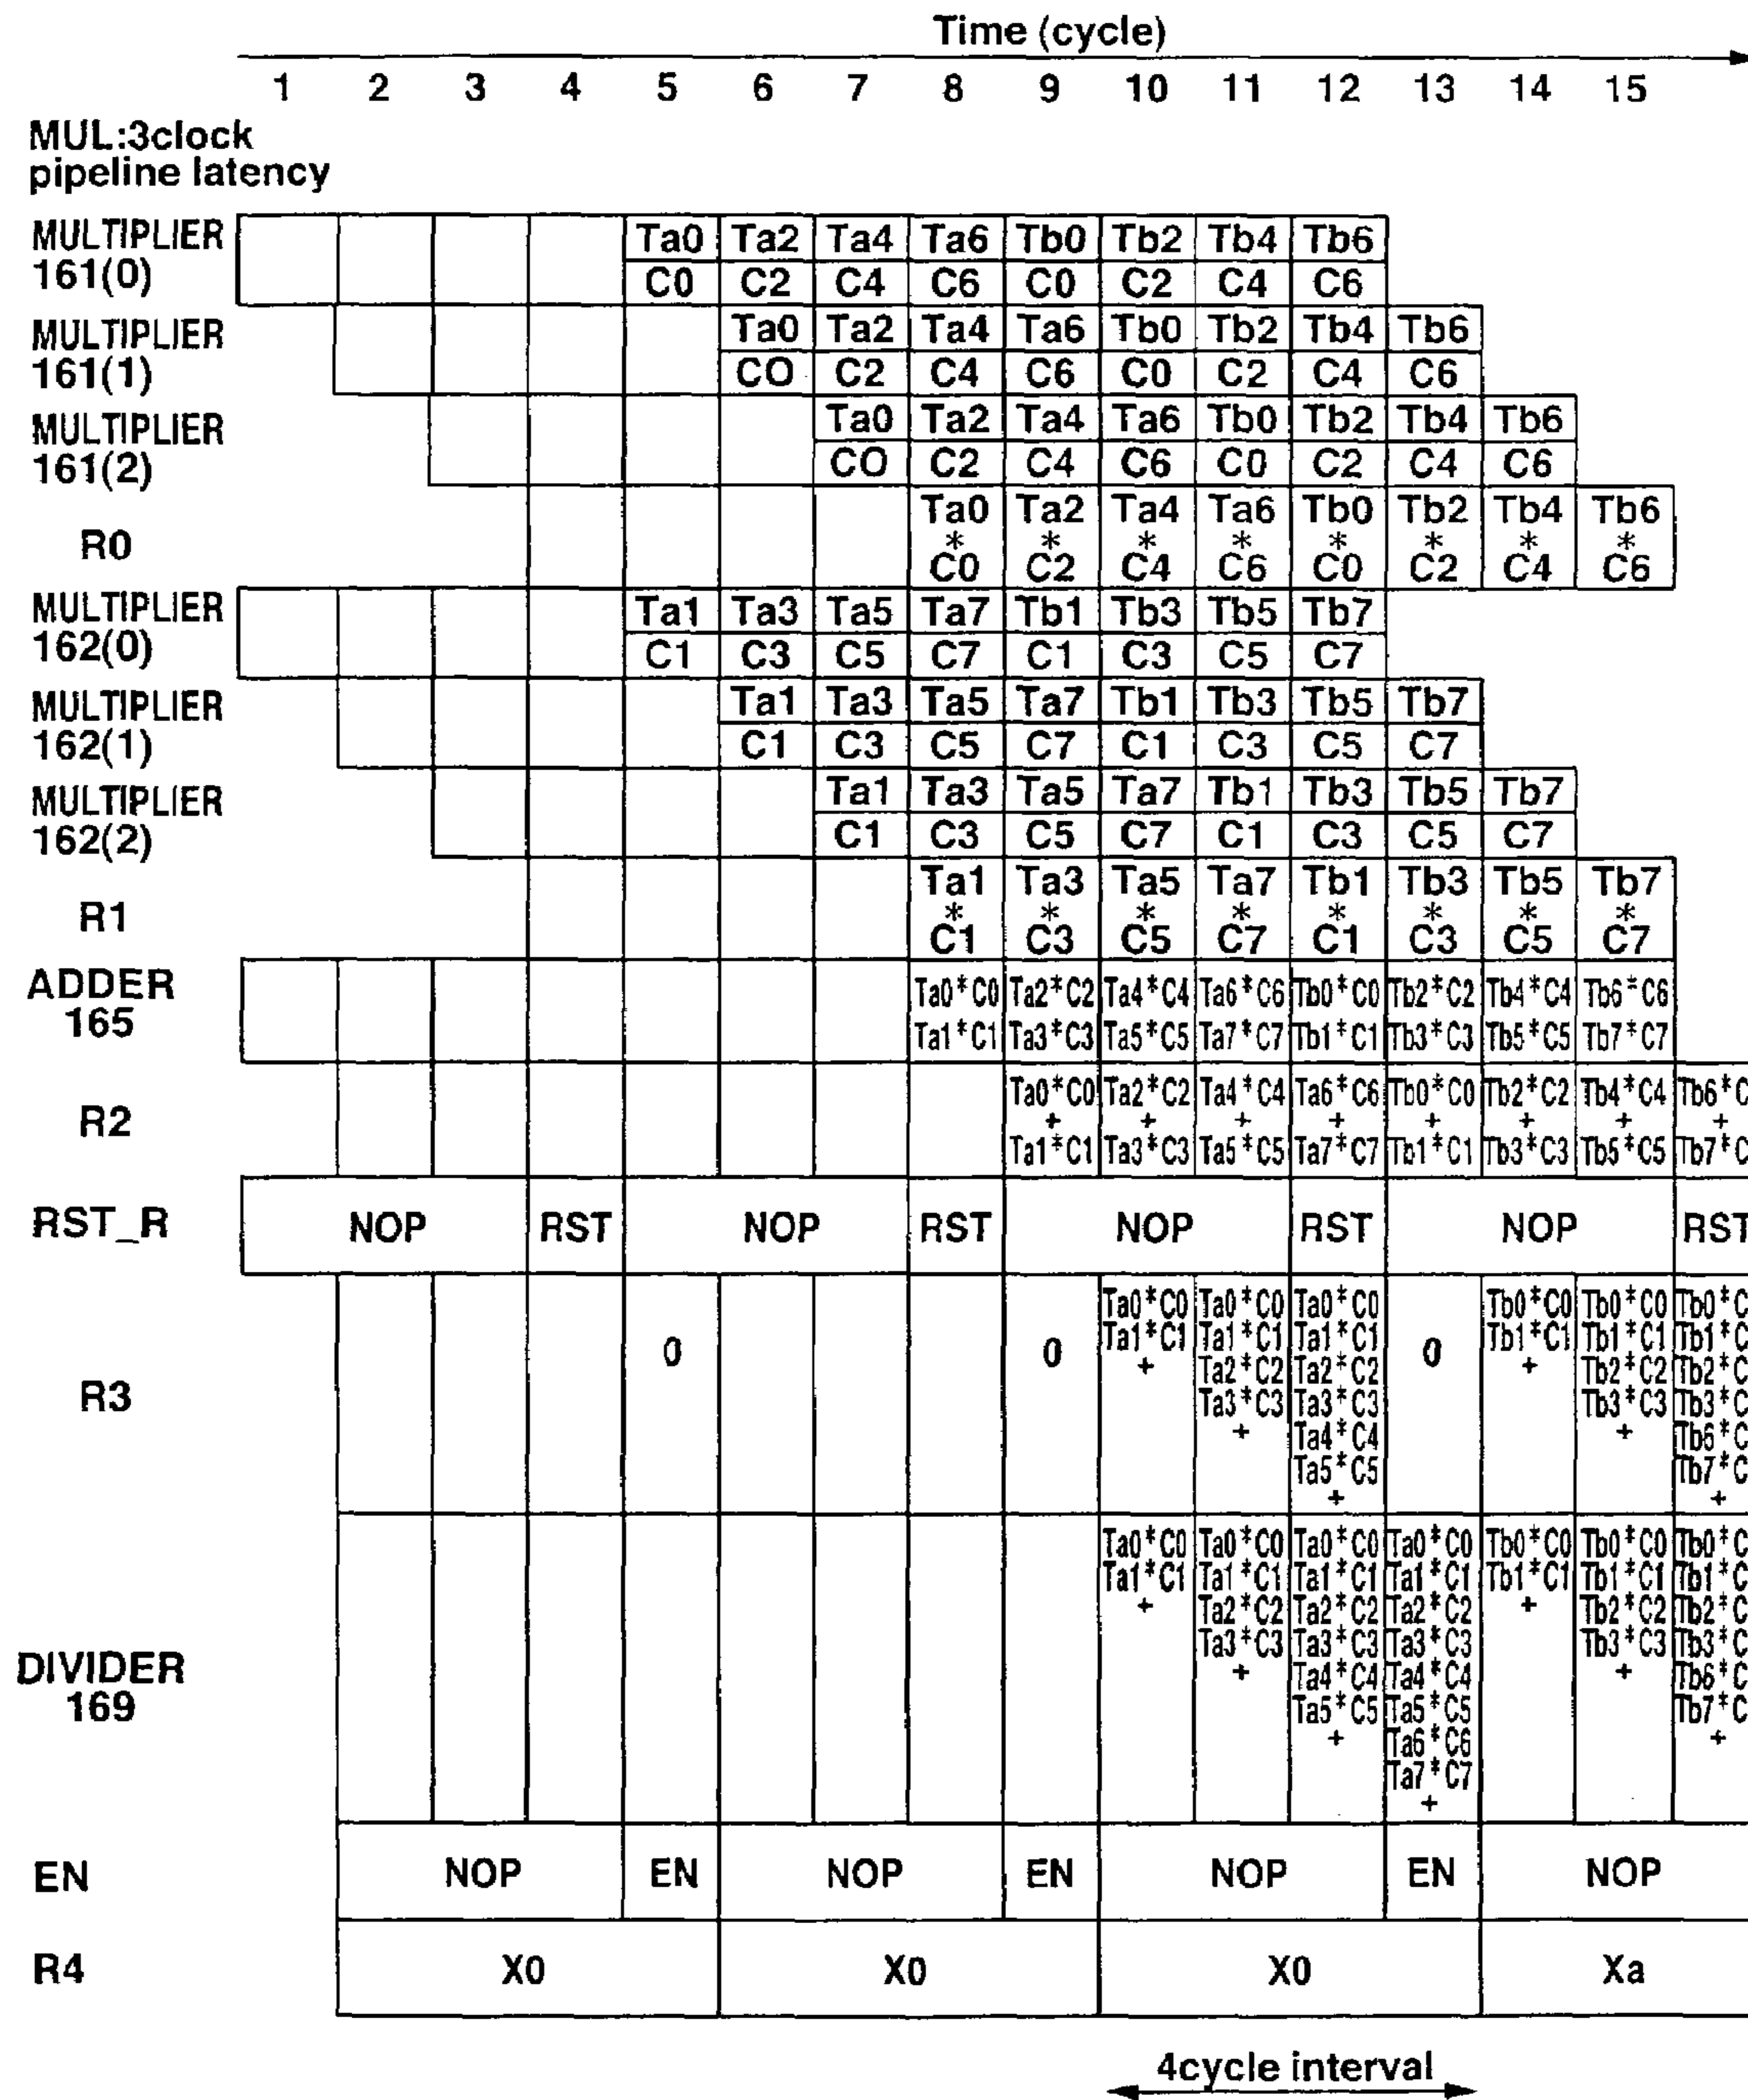 Time (cycle)
1 2 3 4 5 6 7 8 9 10 11 12 13 14 15
MUL:3clock
pipeline latency
MULTIPLIER Ta0 Ta2 Ta4 Ta6 Tb0 Tb2 Tb4 Tb6
161(0) C0 C2 C4 C6 C0 C2 C4 C6
MULTIPLIER Ta0 Ta2 Ta4 Ta6 Tb0 Tb2 Tb4 Tb6
161(1) CO C2 C4 C6 C0 C2 C4 C6
MULTIPLIER Ta0 Ta2 Ta4 Ta6 Tb0 Tb2 Tb4 Tb6
161(2) CO C2 C4 C6 C0 C2 C4 C6
Ta0 Ta2 Ta4 Ta6 Tb0 Tb2 Tb4 Tb6
R0 * * * * * * * *
C0 C2 C4 C6 C0 C2 C4 C6
MULTIPLIER Ta1 Ta3 Ta5 Ta7 Tb1 Tb3 Tb5 Tb7
162(0) C1 C3 C5 C7 C1 C3 C5 C7
MULTIPLIER Ta1 Ta3 Ta5 Ta7 Tb1 Tb3 Tb5 Tb7
162(1) C1 C3 C5 C7 C1 C3 C5 C7
MULTIPLIER Ta1 Ta3 Ta5 Ta7 Tb1 Tb3 Tb5 Tb7
162(2) C1 C3 C5 C7 C1 C3 C5 C7
Ta1 Ta3 Ta5 Ta7 Tb1 Tb3 Tb5 Tb7
R1 * * * * * * * *
C1 C3 C5 C7 C1 C3 C5 C7
ADDER Ta0*C0 Ta2*C2 Ta4*C4 Ta6*C6 Tb0*C0 Tb2*C2 Tb4*C4 Tb6*C6
165 Ta1*C1 Ta3*C3 Ta5*C5 Ta7*C7 Tb1*C1 Tb3*C3 Tb5*C5 Tb7*C7
Ta0*C0 Ta2*C2 Ta4*C4 Ta6*C6 Tb0*C0 Tb2*C2 Tb4*C4 Tb6*C
R2 + + + + + + + +
Ta1*C1 Ta3*C3 Ta5*C5 Ta7*C7 Tb1*C1 Tb3*C3 Tb5*C5 Tb7*C
RST_R NOP RST NOP RST NOP RST NOP RST
Ta0*C0 Ta0*C0 Ta0*C0 Tb0*C0 Tb0*C0 Tb0*C
0 0 Ta1*C1 Ta1*C1 Ta1*C1 0 Tb1*C1 Tb1*C1 Tb1*C
+ Ta2*C2 Ta2*C2 + Tb2*C2 Tb2*C
R3 Ta3*C3 Ta3*C3 Tb3*C3 Tb3*C
+ Ta4*C4 + Tb6*C
Ta5*C5 Tb7*C
+ +
Ta0*C0 Ta0*C0 Ta0*C0 Ta0*C0 Tb0*C0 Tb0*C0 Tb0*C
Ta1*C1 Ta1*C1 Ta1*C1 Ta1*C1 Tb1*C1 Tb1*C1 Tb1*C
+ Ta2*C2 Ta2*C2 Ta2*C2 + Tb2*C2 Tb2*C
Ta3*C3 Ta3*C3 Ta3*C3 Tb3*C3 Tb3*C
DIVIDER + Ta4*C4 Ta4*C4 + Tb6*C
169 Ta5*C5 Ta5*C5 Tb7*C
+ Ta6*C6 +
Ta7*C7
+
EN NOP EN NOP EN NOP EN NOP
R4 X0 X0 X0 Xa
4cycle interval